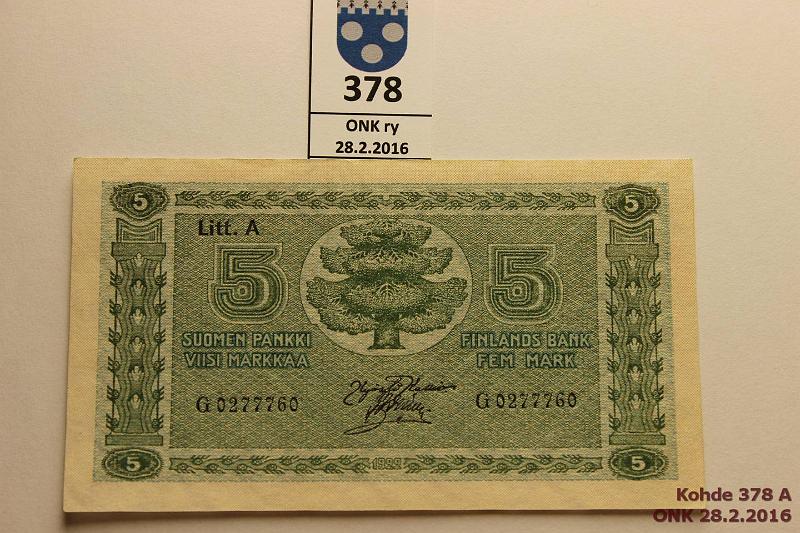 378
ONK ry
28.2.2016
5 5
Litt. A
5 5
SUOMEN PANKKI FINLANDS BANK
VIISI MARKKAA FEM MARK
G 0277760 G 0277760
5 5
Kohde 378 A
ONK 28.2.2016